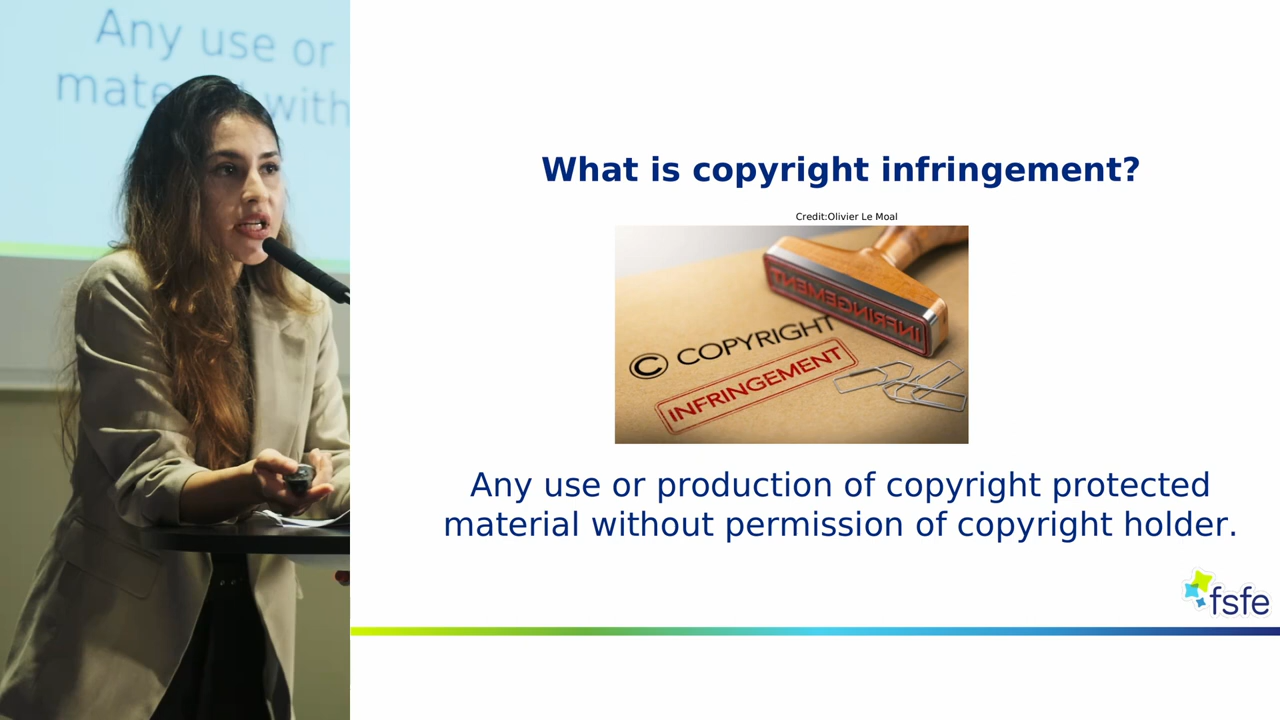 Any use or
mate with
What is copyright infringement?
Credit:Olivier Le Moal
INFRINGEMENT
© COPYRIGHT
INFRINGEMENT
Any use or production of copyright protected
material without permission of copyright holder.
fsfe